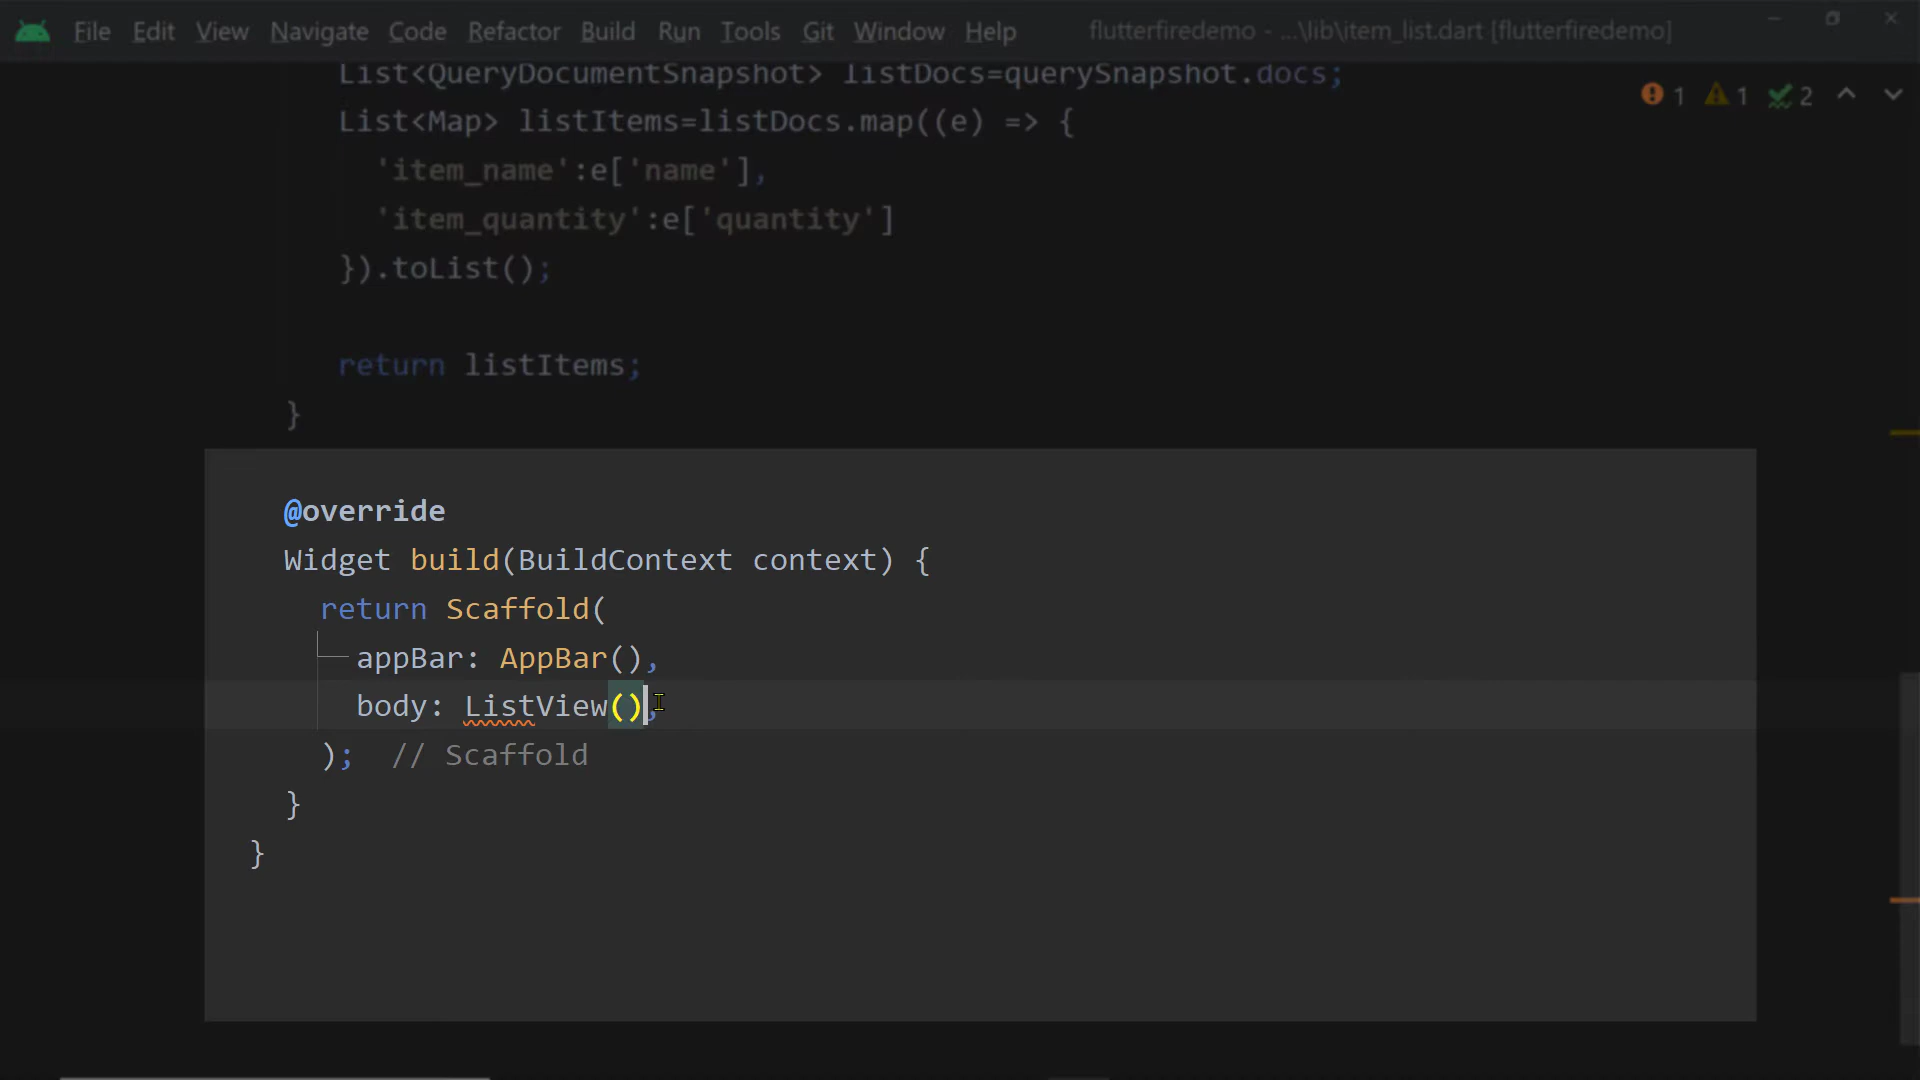 File Edit View Navigate Code Refactor Build Run Tools Git Window Help flutterfiredemo - ...\lib\item_list.dart [flutterfiredemo]
List<QueryDocumentSnapshot> listDocs=querySnapshot.docs;
1 1 2
List<Map> listItems=listDocs.map((e) => {
'item_name':e['name'],
'item_quantity':e['quantity']
}).toList();
return listItems;
}
@override
Widget build(BuildContext context) {
return Scaffold(
appBar: AppBar(),
body: ListView(),
); // Scaffold
}
}